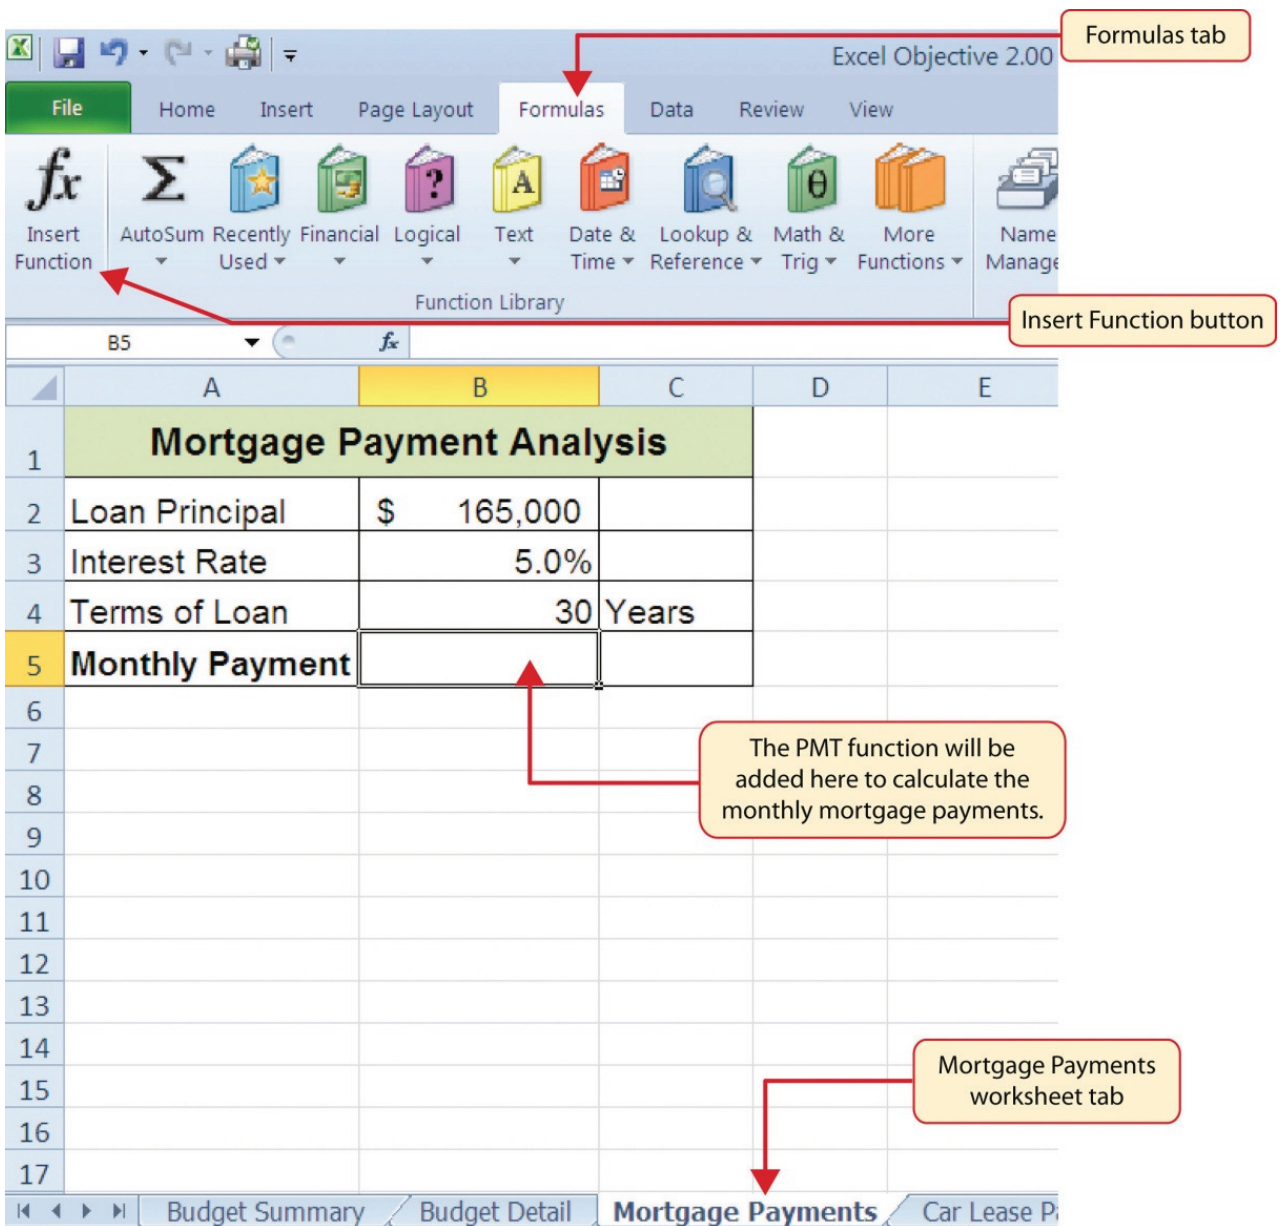 Formulas tab
Excel Objective 2.00
File Home Insert Page Layout Formulas Data Review View
Insert Function
AutoSum
Recently Used
Financial
Logical
Text
Date & Time
Lookup & Reference
Math & Trig
More Functions
Name
Function Library
Insert Function button
B5 fx
A B C D E
1 Mortgage Payment Analysis
2 Loan Principal $ 165,000
3 Interest Rate 5.0%
4 Terms of Loan 30 Years
5 Monthly Payment
6
7
8
9
10
11
12
13
14
15
16
17
The PMT function will be
added here to calculate the
monthly mortgage payments.
Mortgage Payments
worksheet tab
Budget Summary Budget Detail Mortgage Payments Car Lease